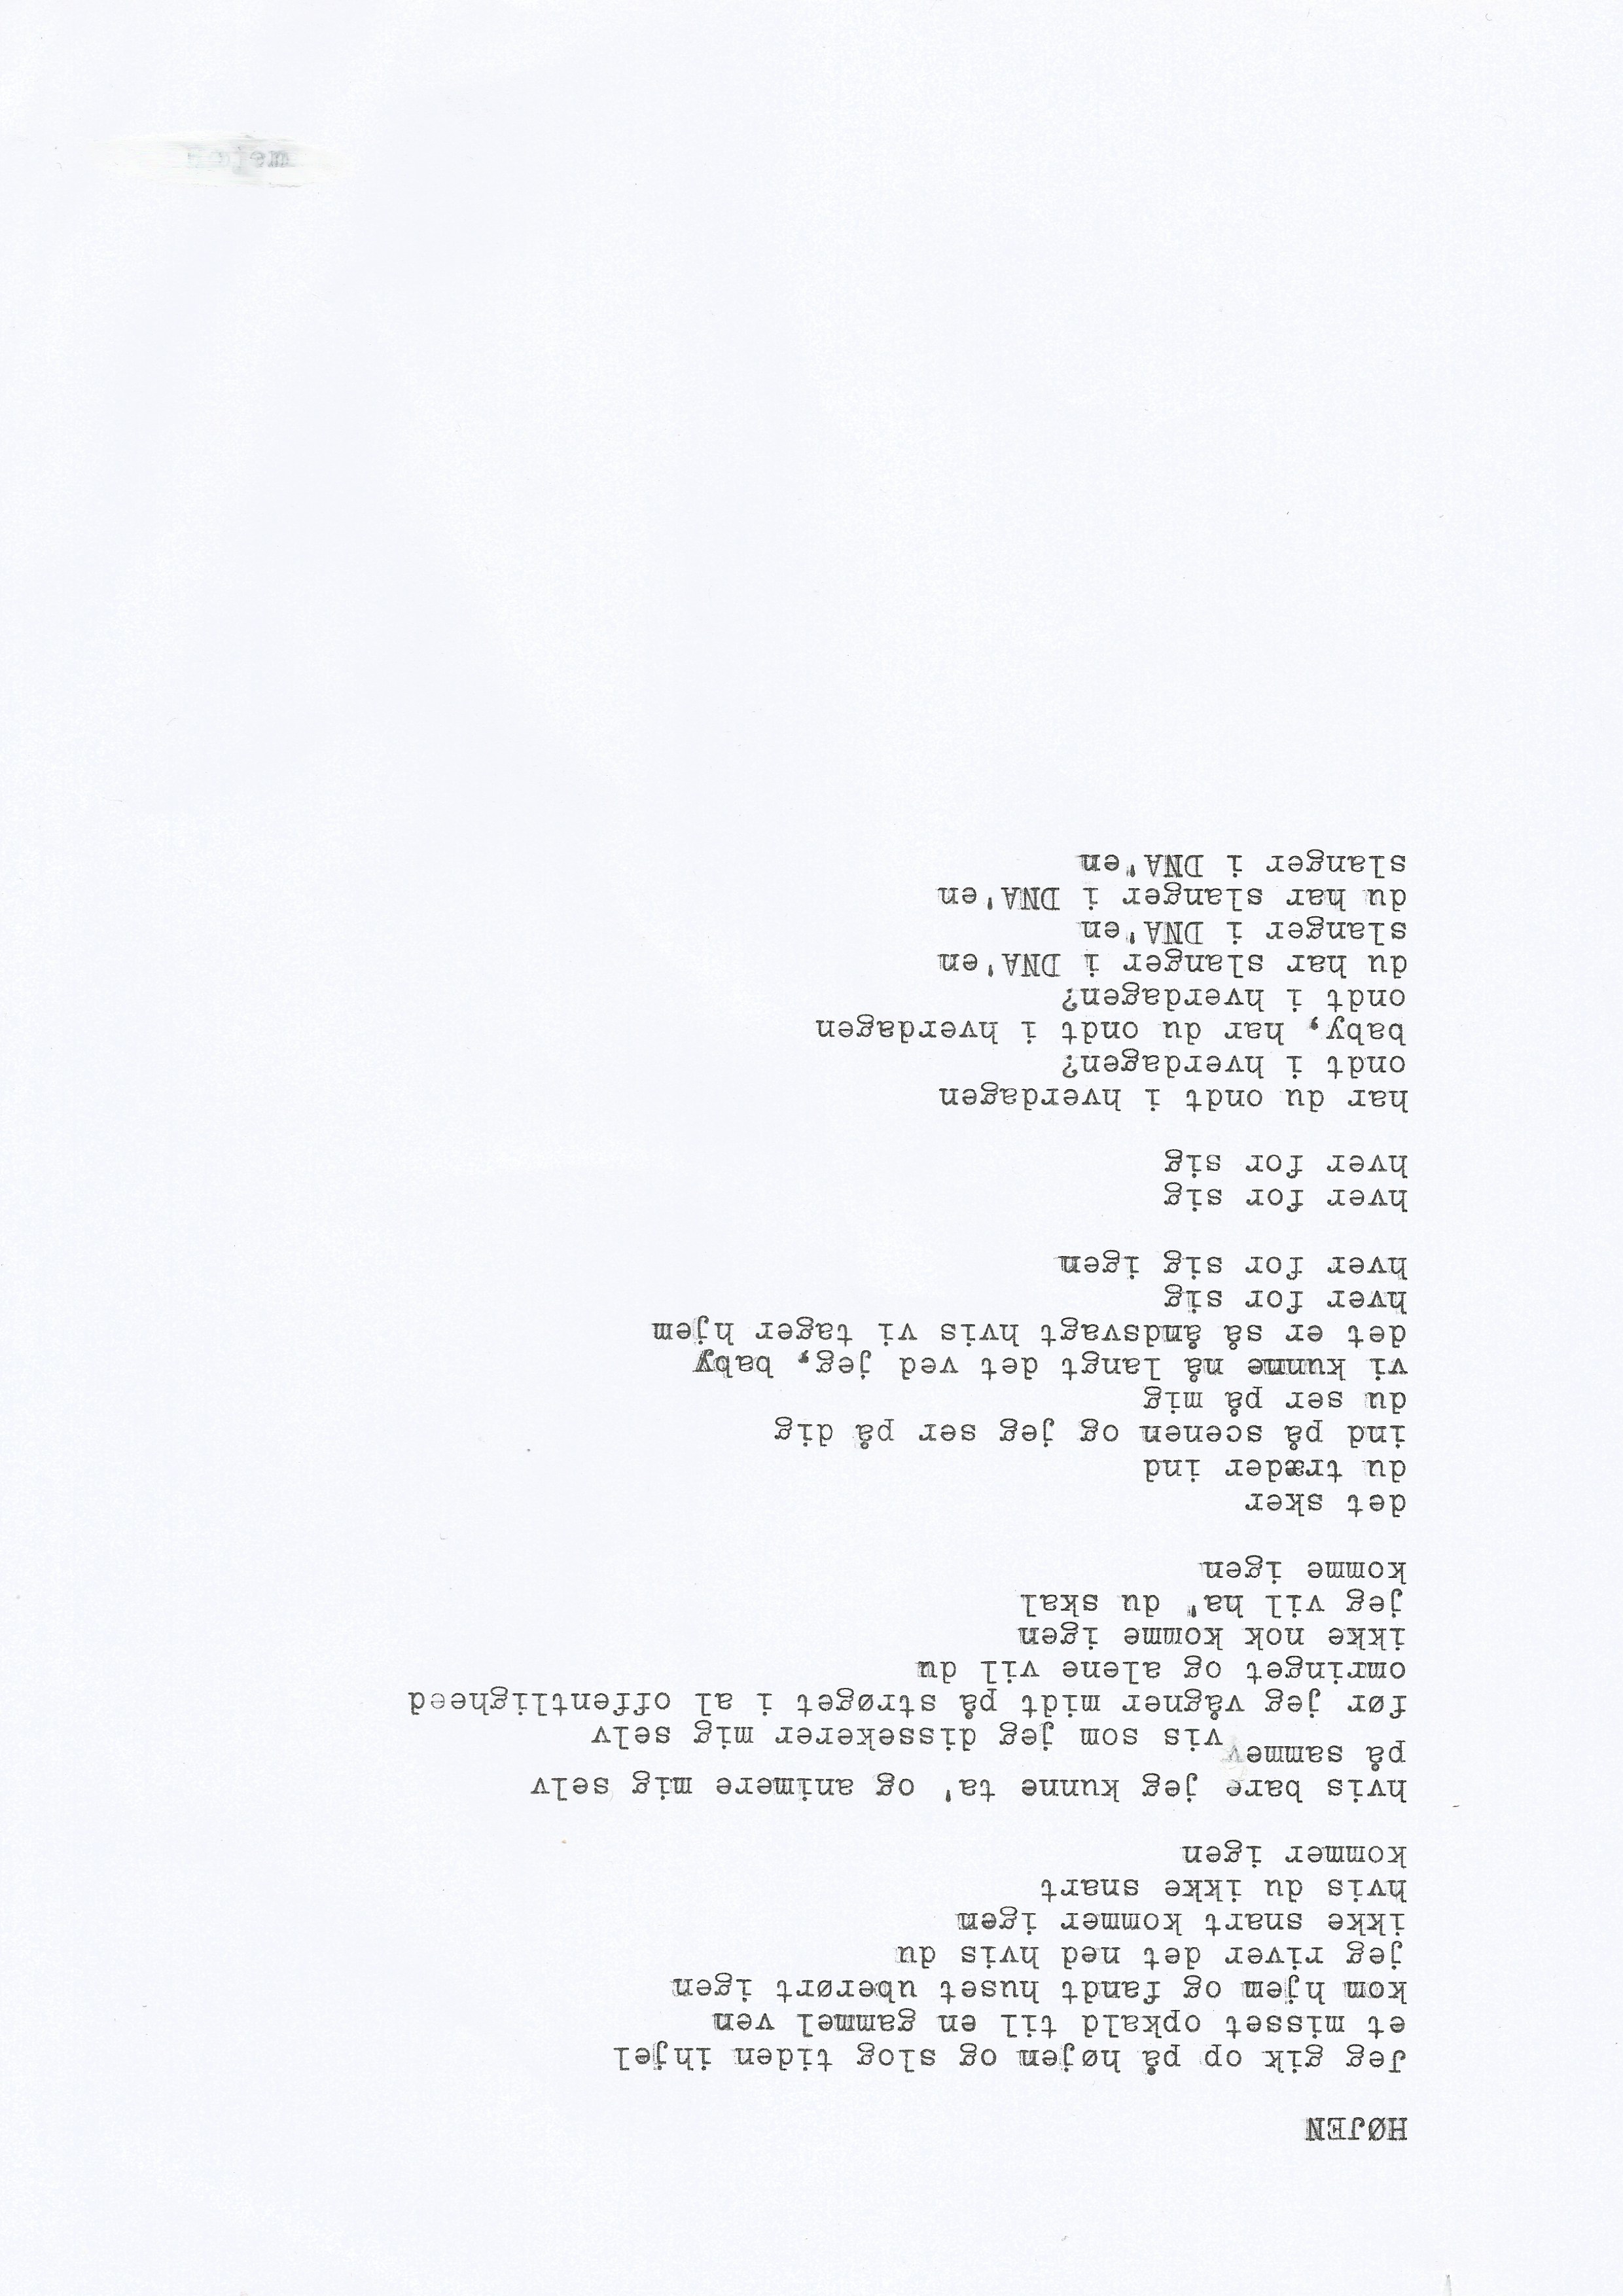 HØJEN
Jeg gik op på højen og slog tiden ihjel
et misset opkald til en gammel ven
kom hjem og fandt huset uberørt igen
jeg river det ned hvis du
ikke snart kommer igen
hvis du ikke snart
kommer igen
hvis bare jeg kunne ta' og animere mig selv
på sammevis som jeg dissekerer mig selv
før jeg vågner midt på strøget i al offentligheed
omringet og alene vil du
ikke nok komme igen
jeg vil ha' du skal
komme igen
det sker
du træder ind
ind på scenen og jeg ser på dig
du ser på mig
vi kunne nå langt det ved jeg, baby
det er så åndsvagt hvis vi tager hjem
hver for sig
hver for sig igen
hver for sig
hver for sig
har du ondt i hverdagen
ondt i hverdagen?
baby, har du ondt i hverdagen
ondt i hverdagen?
du har slanger i DNA'en
slanger i DNA'en
du har slanger i DNA'en
slanger i DNA'en